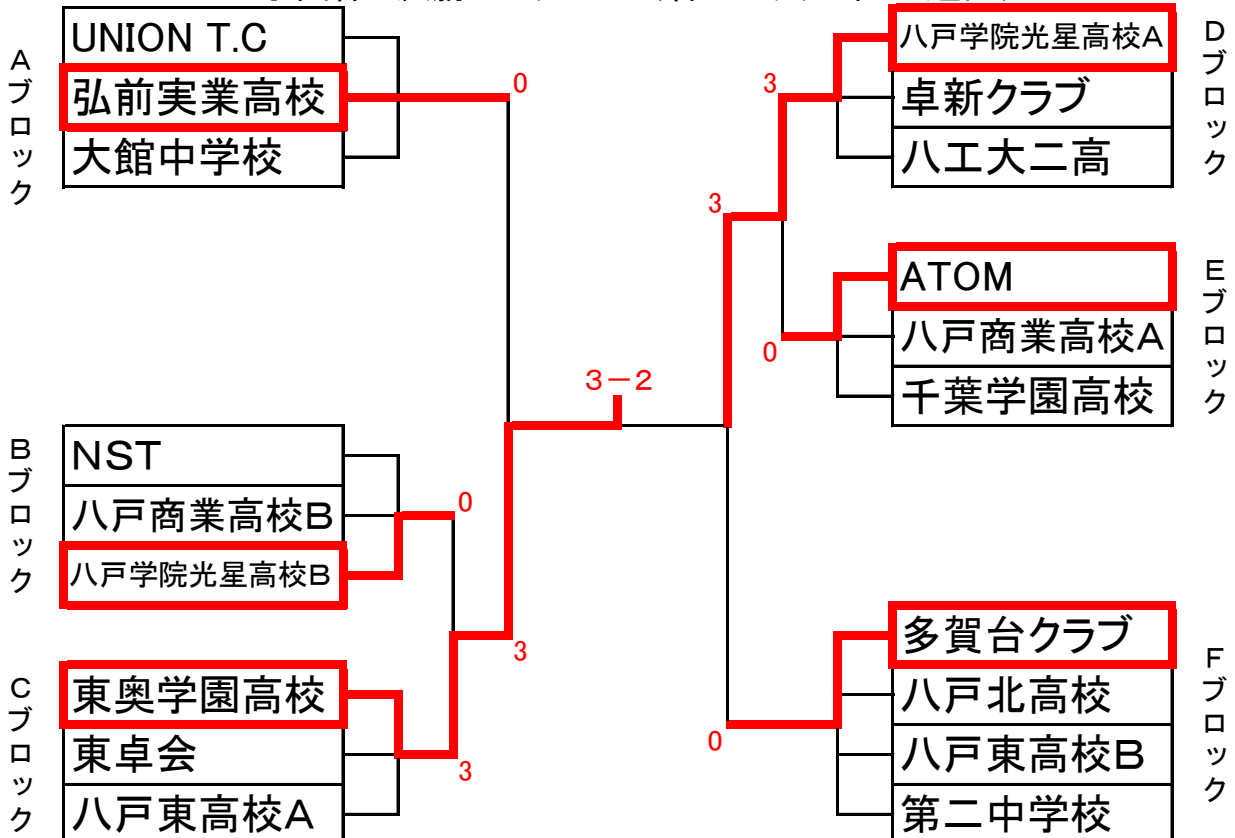 Aブロック
UNION T.C
弘前実業高校
大館中学校
0
Bブロック
NST
八戸商業高校B
八戸学院光星高校B
0
Cブロック
東奥学園高校
東卓会
八戸東高校A
3
3
3－2
Dブロック
八戸学院光星高校A
卓新クラブ
八工大二高
3
3
Eブロック
ATOM
八戸商業高校A
千葉学園高校
0
Fブロック
多賀台クラブ
八戸北高校
八戸東高校B
第二中学校
0